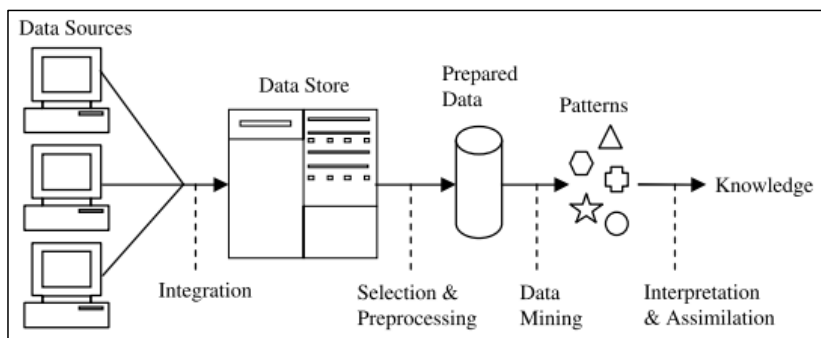 Data Sources
Data Store
Prepared
Data
Patterns
Knowledge
Integration
Selection &
Preprocessing
Data
Mining
Interpretation
& Assimilation